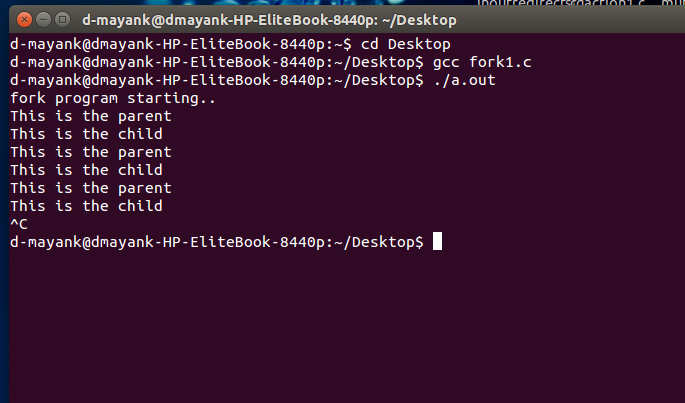 d-mayank@dmayank-HP-EliteBook-8440p: ~/Desktop
d-mayank@dmayank-HP-EliteBook-8440p:~$ cd Desktop
d-mayank@dmayank-HP-EliteBook-8440p:~/Desktop$ gcc fork1.c
d-mayank@dmayank-HP-EliteBook-8440p:~/Desktop$ ./a.out
fork program starting..
This is the parent
This is the child
This is the parent
This is the child
This is the parent
This is the child
^C
d-mayank@dmayank-HP-EliteBook-8440p:~/Desktop$